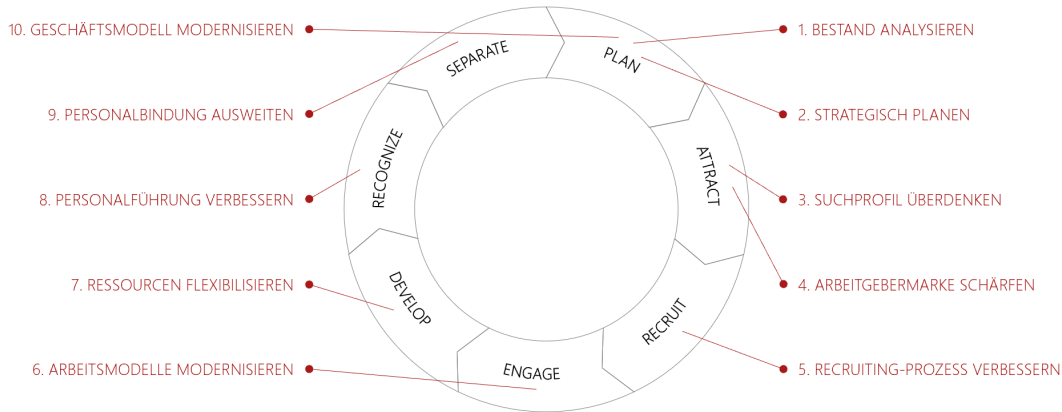 10. GESCHÄFTSMODELL MODERNISIEREN
1. BESTAND ANALYSIEREN
SEPARATE
PLAN
9. PERSONALBINDUNG AUSWEITEN
2. STRATEGISCH PLANEN
RECOGNIZE
ATTRACT
8. PERSONALFÜHRUNG VERBESSERN
3. SUCHPROFIL ÜBERDENKEN
7. RESSOURCEN FLEXIBILISIEREN
4. ARBEITGEBERMARKE SCHÄRFEN
DEVELOP
RECRUIT
6. ARBEITSMODELLE MODERNISIEREN
ENGAGE
5. RECRUITING-PROZESS VERBESSERN